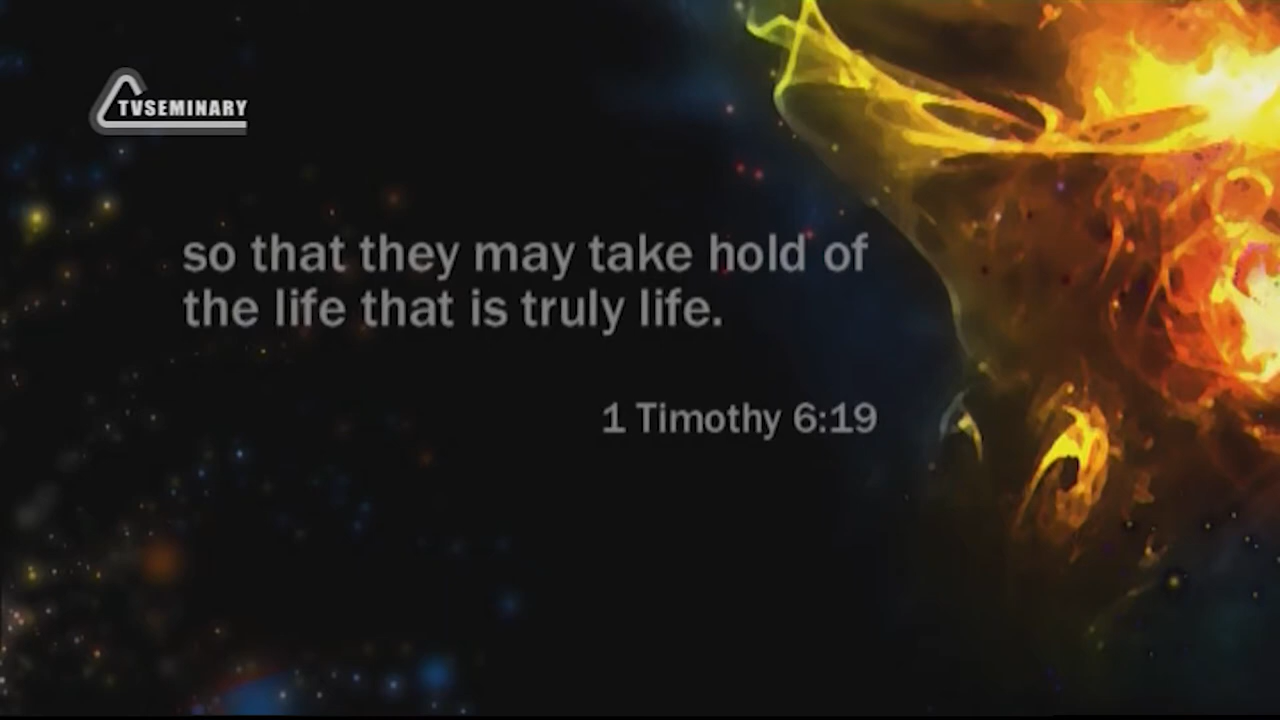 TVSEMINARY
so that they may take hold of
the life that is truly life.
1 Timothy 6:19